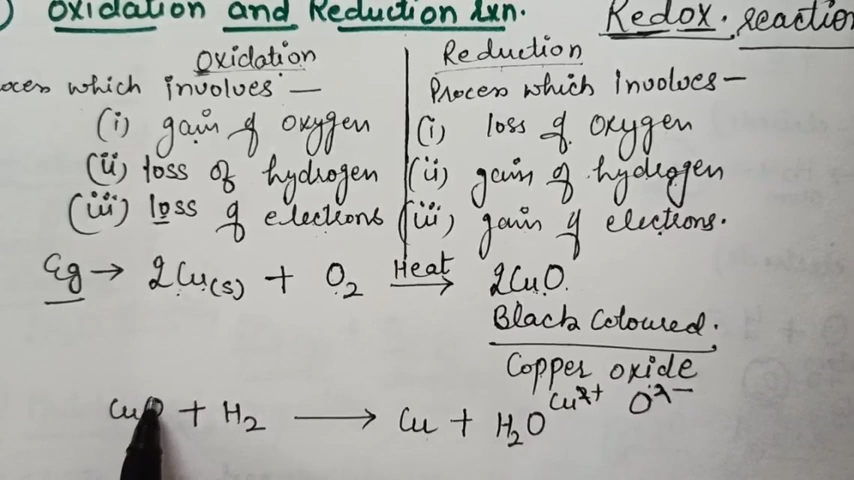 Oxidation and Reduction Rxn.
Redox. reaction
Oxidation
Process which involves —
(i) gain of oxygen
(ii) loss of hydrogen
(iii) loss of electrons
Reduction
Process which involves —
(i) loss of oxygen
(ii) gain of hydrogen
(iii) gain of electrons.
Eg → 2Cu(s) + O2 Heat → 2CuO.
Black Coloured.
Copper oxide
Cu2+ O2−
CuO + H2 → Cu + H2O